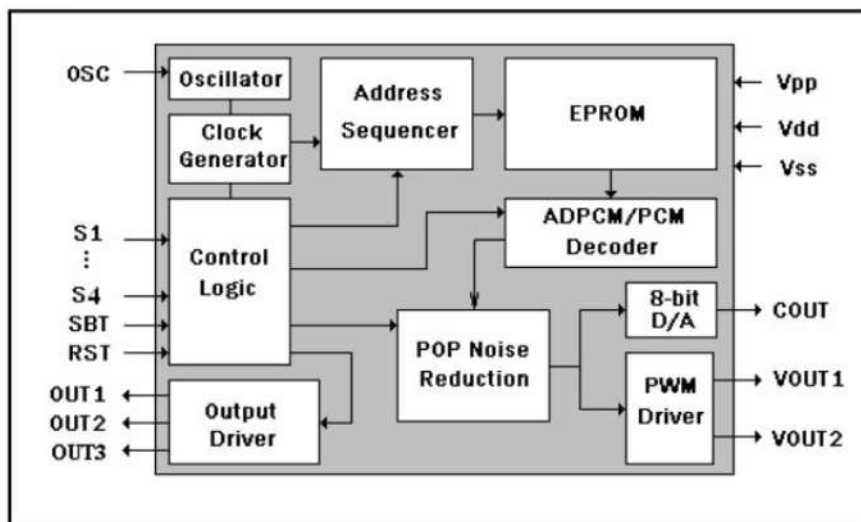 OSC
Oscillator
Clock
Generator
Address
Sequencer
EPROM
Vpp
Vdd
Vss
S1
⋮
S4
SBT
RST
Control
Logic
ADPCM/PCM
Decoder
POP Noise
Reduction
8-bit
D/A
COUT
PWM
Driver
VOUT1
VOUT2
OUT1
OUT2
OUT3
Output
Driver